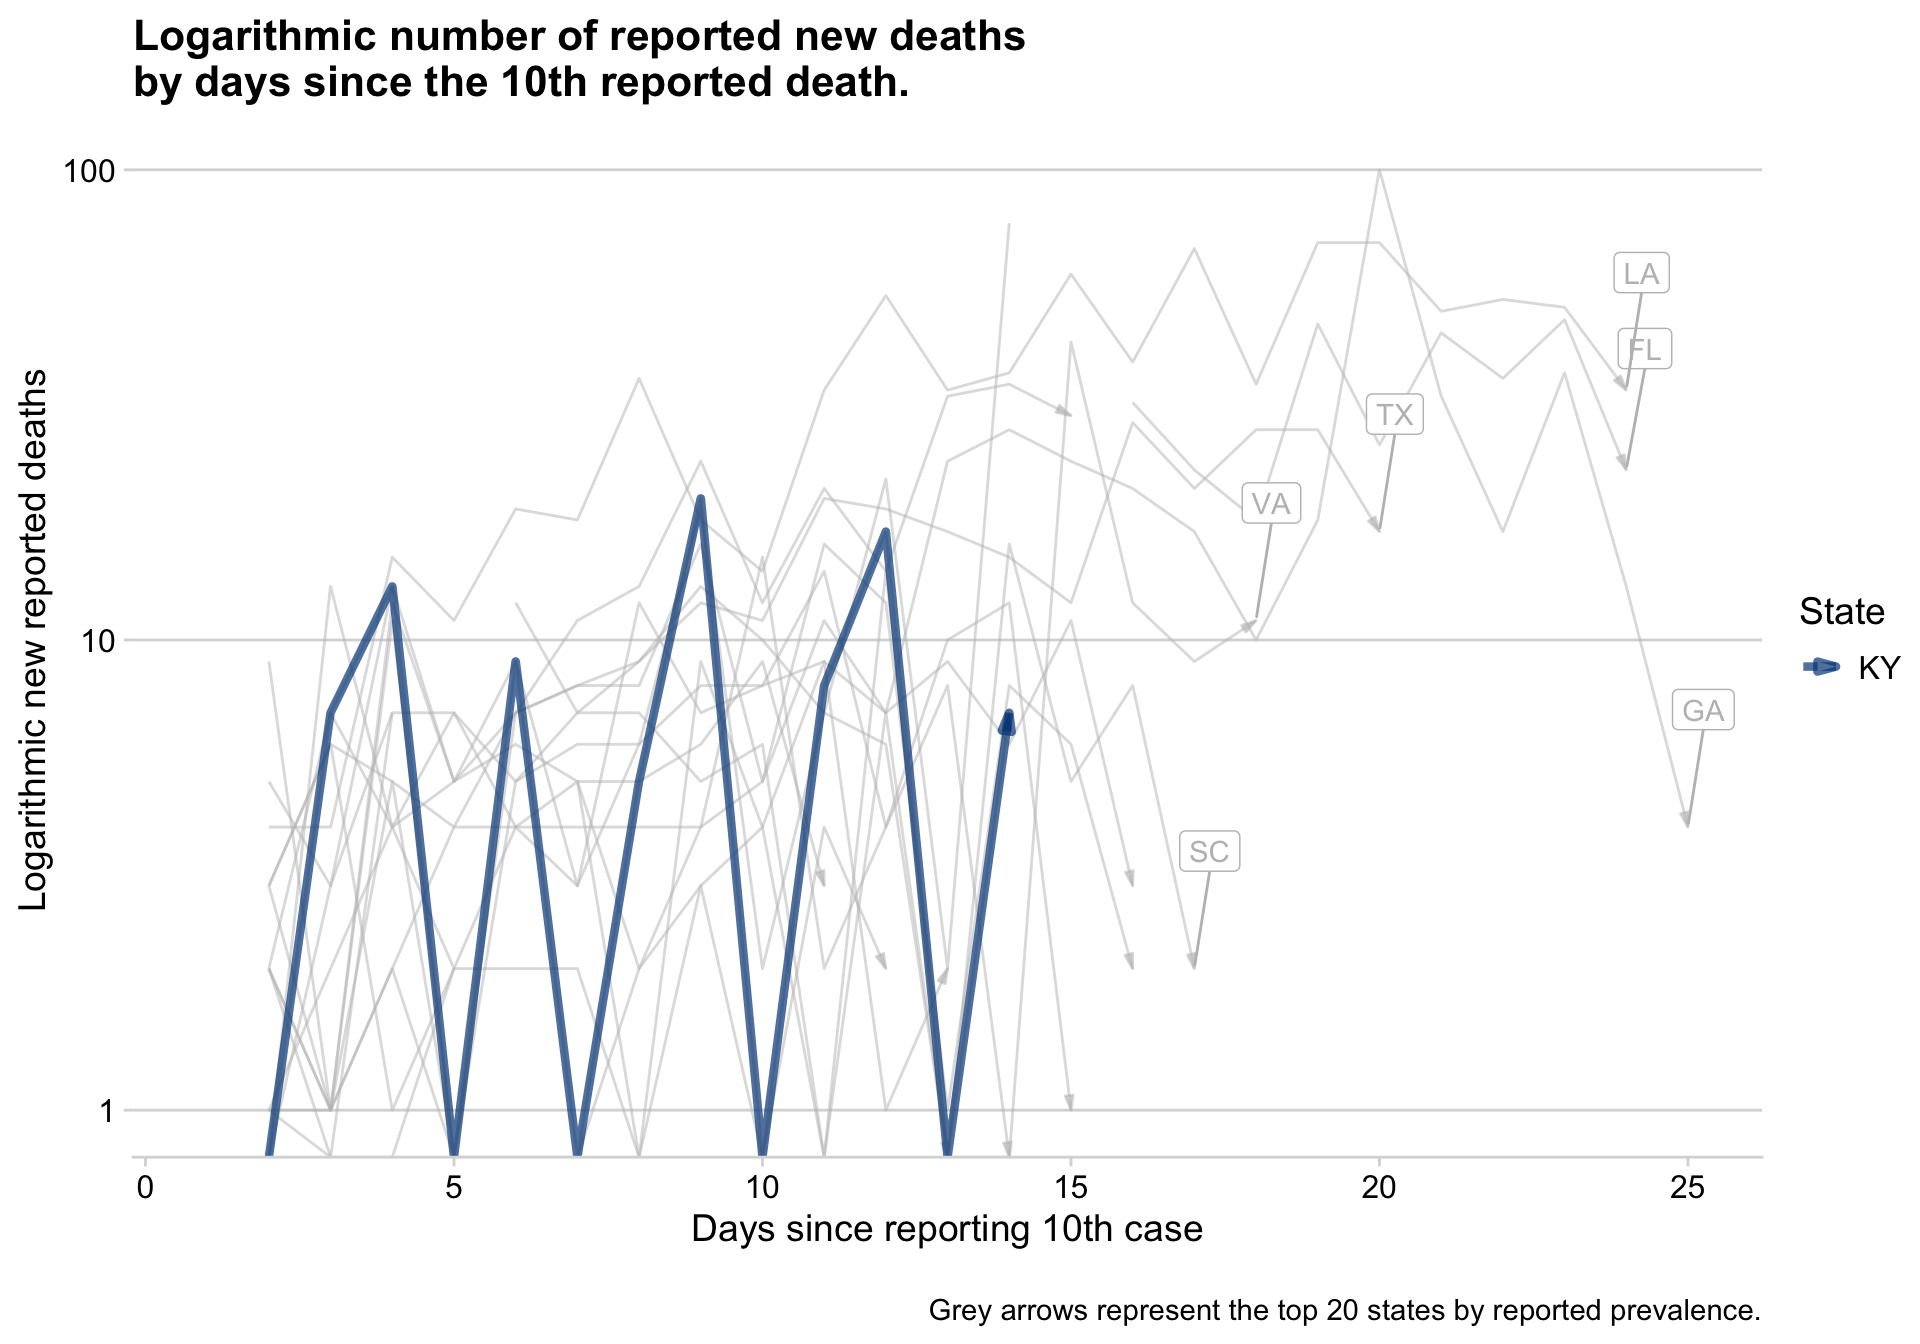 Logarithmic number of reported new deaths
by days since the 10th reported death.
Logarithmic new reported deaths
100
10
1
LA
FL
TX
VA
GA
SC
State
KY
0 5 10 15 20 25
Days since reporting 10th case
Grey arrows represent the top 20 states by reported prevalence.